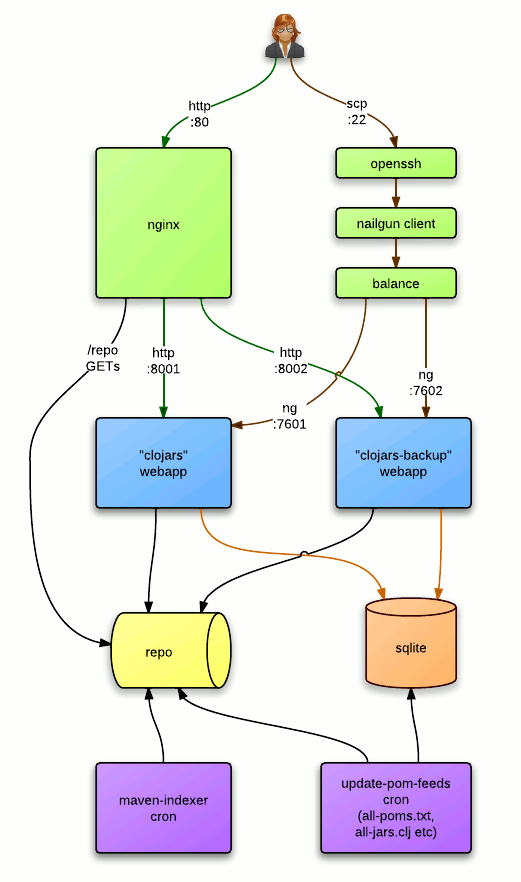 http
:80
scp
:22
openssh
nginx
nailgun client
balance
/repo
GETs
http
:8001
http
:8002
ng
:7602
ng
:7601
"clojars"
webapp
"clojars-backup"
webapp
repo
sqlite
maven-indexer
cron
update-pom-feeds
cron
(all-poms.txt,
all-jars.clj etc)